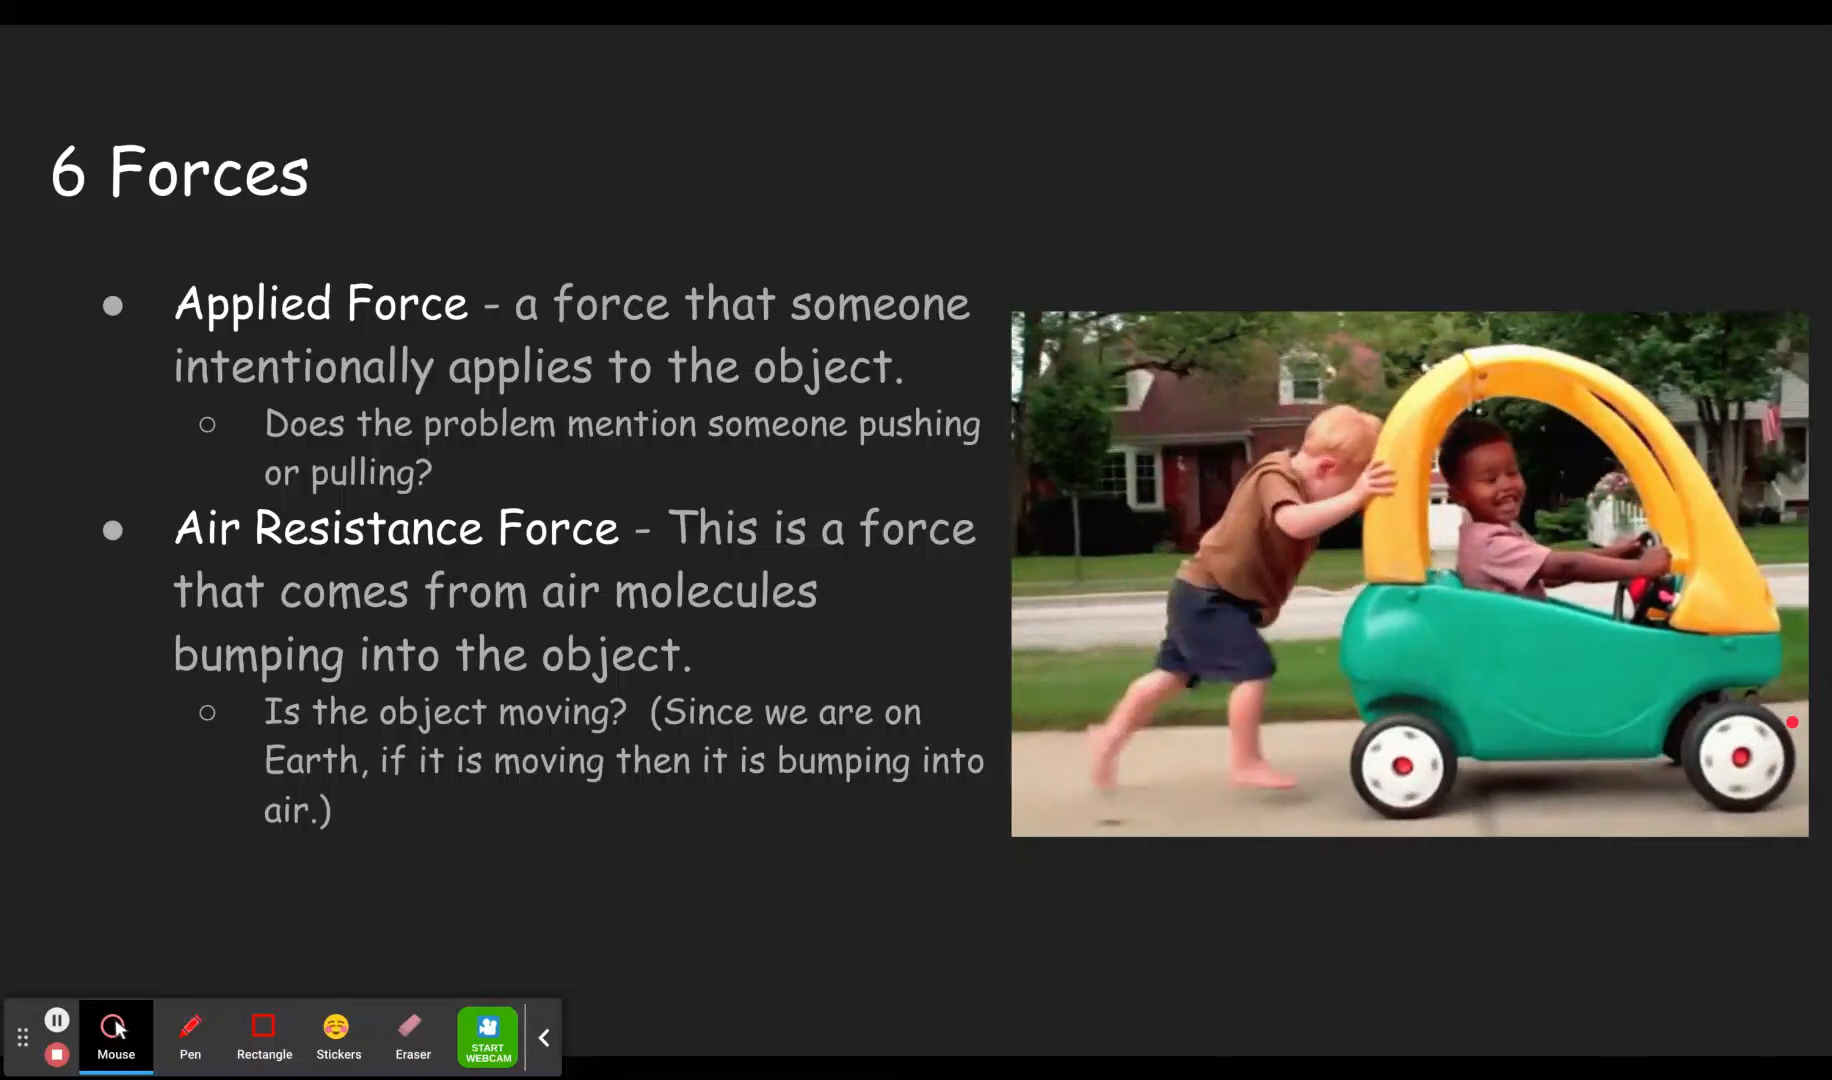 6 Forces
● Applied Force - a force that someone
intentionally applies to the object.
○ Does the problem mention someone pushing
or pulling?
● Air Resistance Force - This is a force
that comes from air molecules
bumping into the object.
○ Is the object moving? (Since we are on
Earth, if it is moving then it is bumping into
air.)
Mouse
Pen
Rectangle
Stickers
Eraser
START
WEBCAM